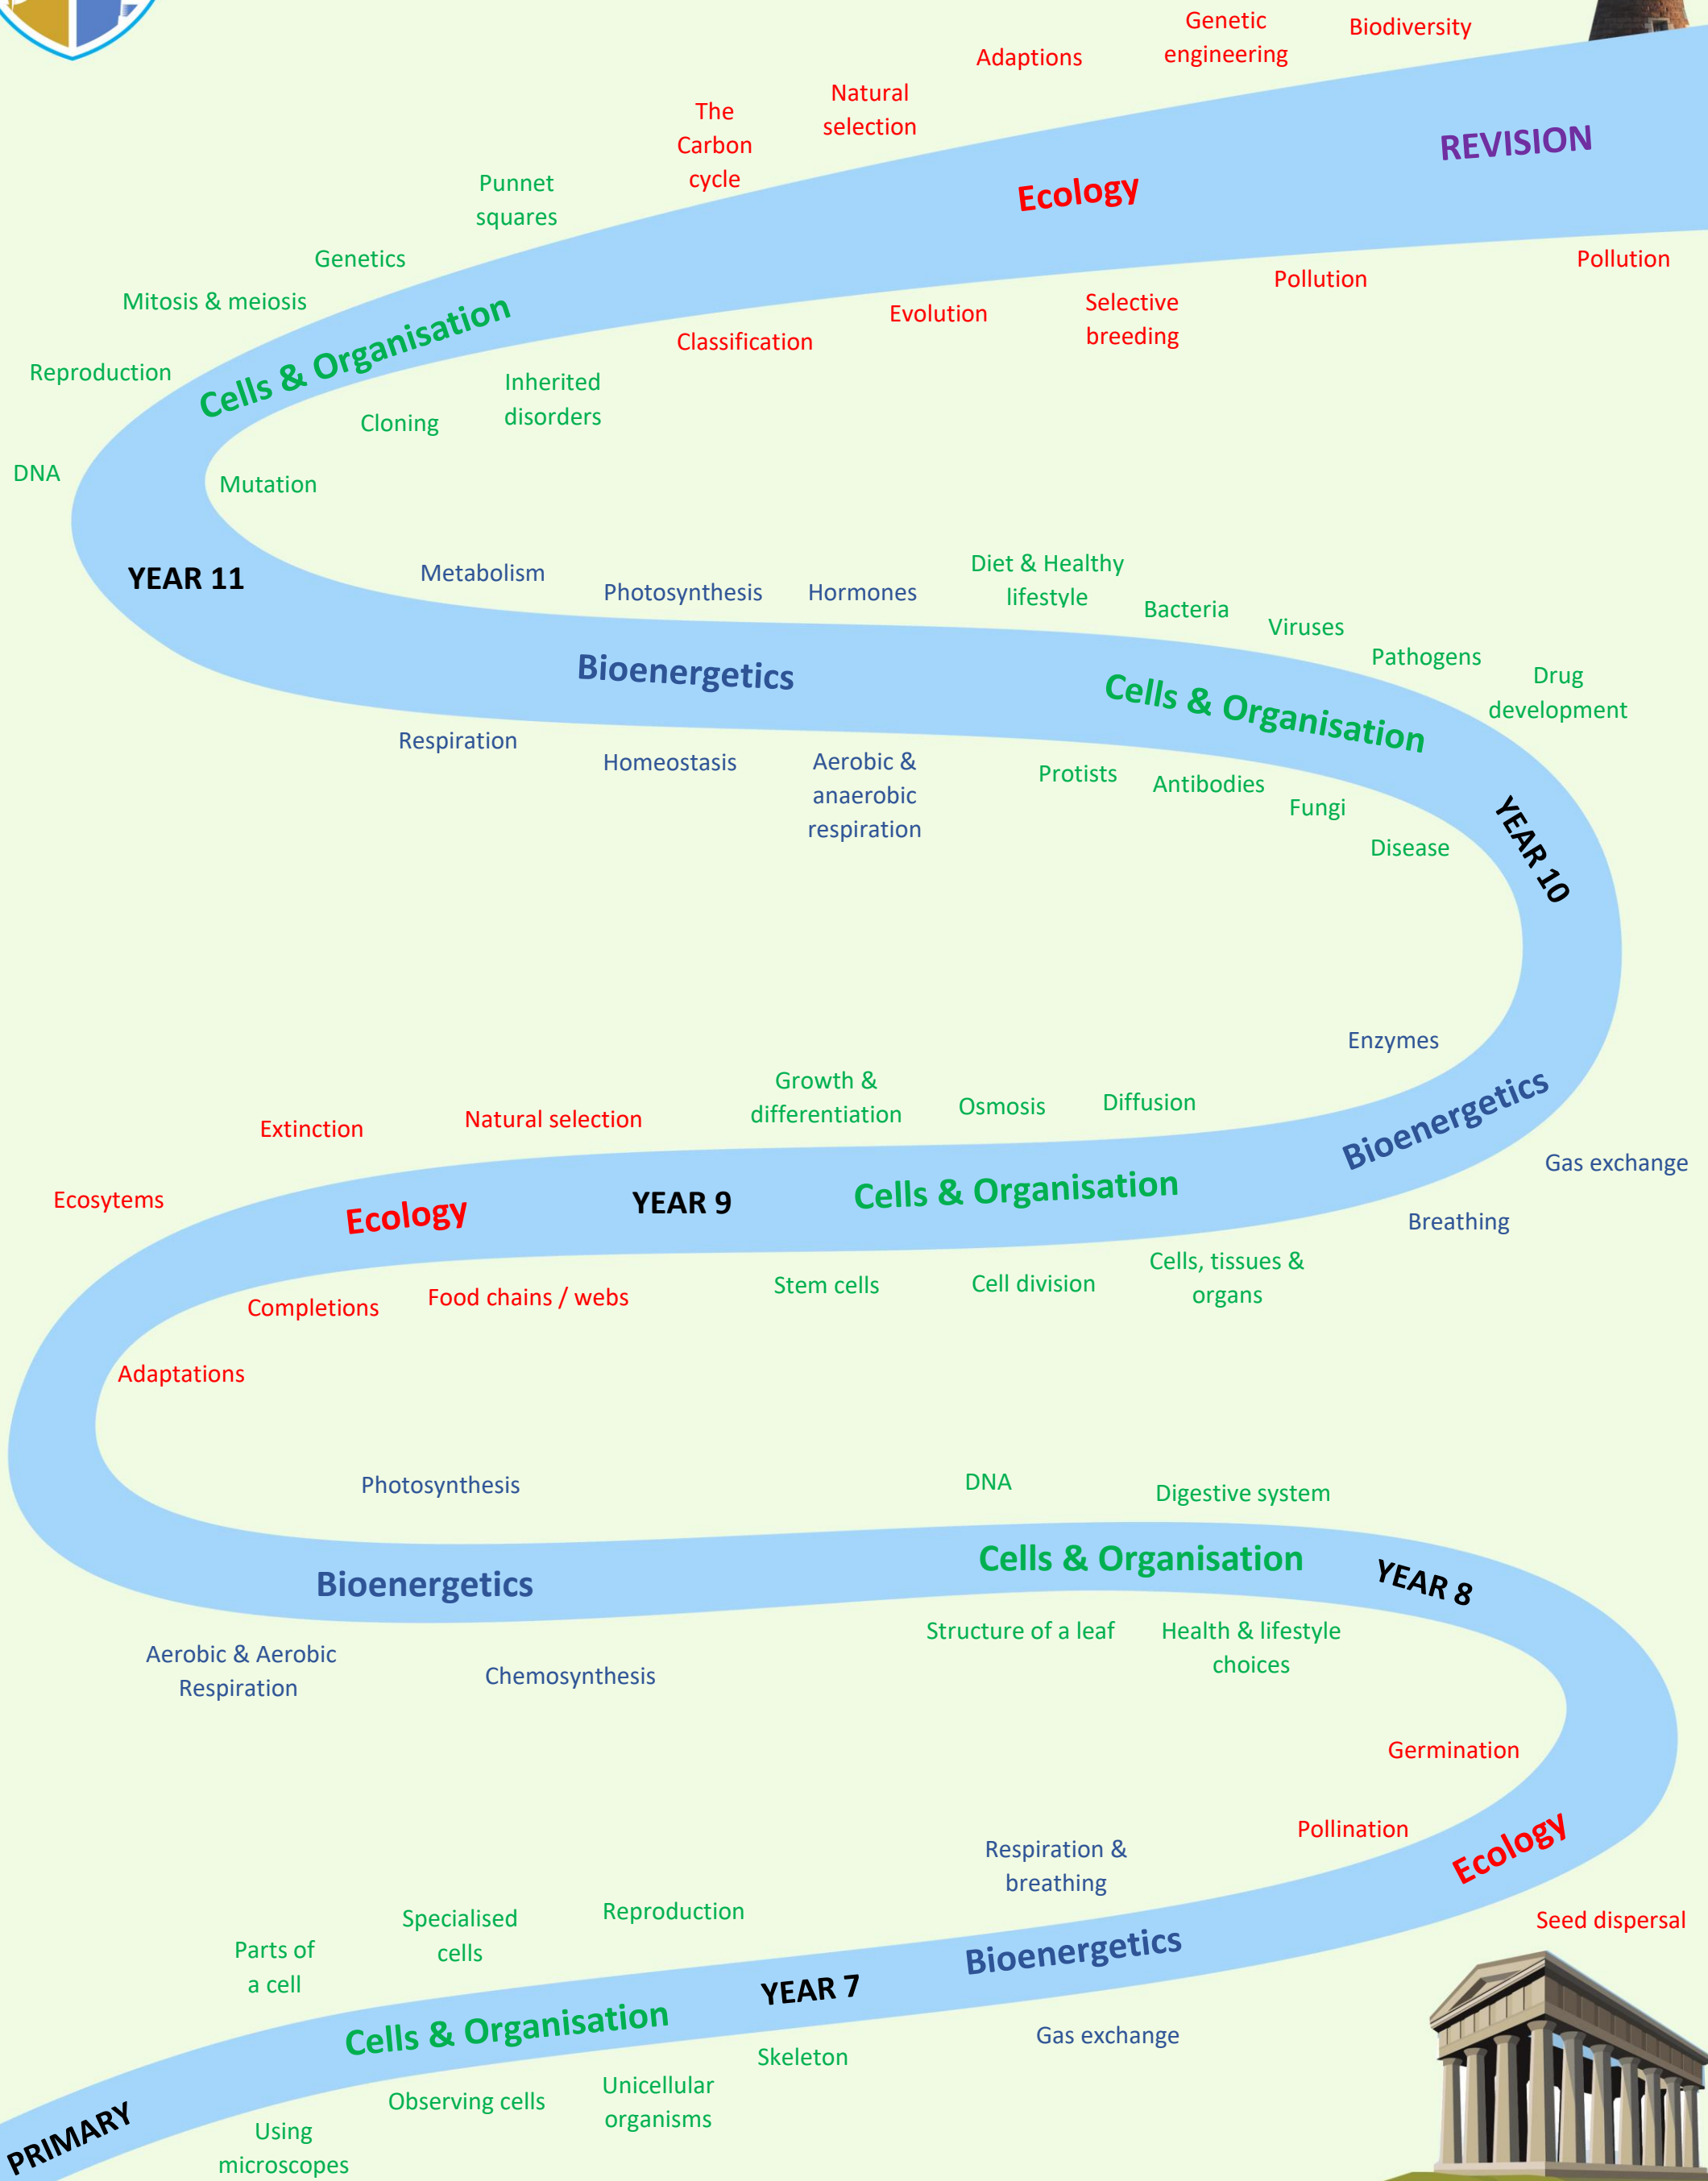 Genetic
engineering
Biodiversity
Adaptions
Natural
selection
The
Carbon
cycle
REVISION
Ecology
Punnet
squares
Genetics
Pollution
Pollution
Mitosis & meiosis
Selective
breeding
Evolution
Classification
Cells & Organisation
Reproduction
Inherited
disorders
Cloning
DNA
Mutation
YEAR 11
Metabolism
Photosynthesis
Hormones
Diet & Healthy
lifestyle
Bacteria
Viruses
Pathogens
Drug
development
Bioenergetics
Cells & Organisation
Respiration
Homeostasis
Aerobic &
anaerobic
respiration
Protists
Antibodies
Fungi
Disease
YEAR 10
Enzymes
Growth &
differentiation
Osmosis
Diffusion
Natural selection
Extinction
Bioenergetics
Gas exchange
Ecosytems
Ecology
YEAR 9
Cells & Organisation
Breathing
Completions
Food chains / webs
Stem cells
Cell division
Cells, tissues &
organs
Adaptations
Photosynthesis
DNA
Digestive system
Bioenergetics
Cells & Organisation
YEAR 8
Structure of a leaf
Health & lifestyle
choices
Aerobic & Aerobic
Respiration
Chemosynthesis
Germination
Pollination
Ecology
Respiration &
breathing
Specialised
cells
Reproduction
Seed dispersal
Parts of
a cell
Bioenergetics
YEAR 7
Cells & Organisation
Gas exchange
Skeleton
Observing cells
Unicellular
organisms
PRIMARY
Using
microscopes